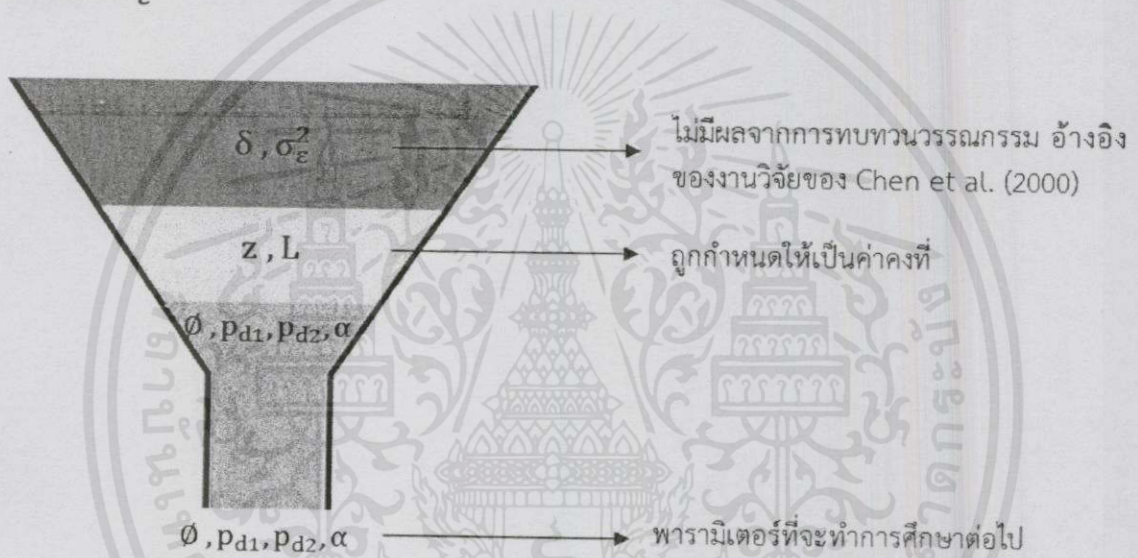 δ , σ̅ε²
ไม่มีผลจากการทบทวนวรรณกรรม อ้างอิง
ของงานวิจัยของ Chen et al. (2000)
z , L
ถูกกำหนดให้เป็นค่าคงที่
Ø , pd1, pd2, α
Ø , pd1, pd2, α
พารามิเตอร์ที่จะทำการศึกษาต่อไป